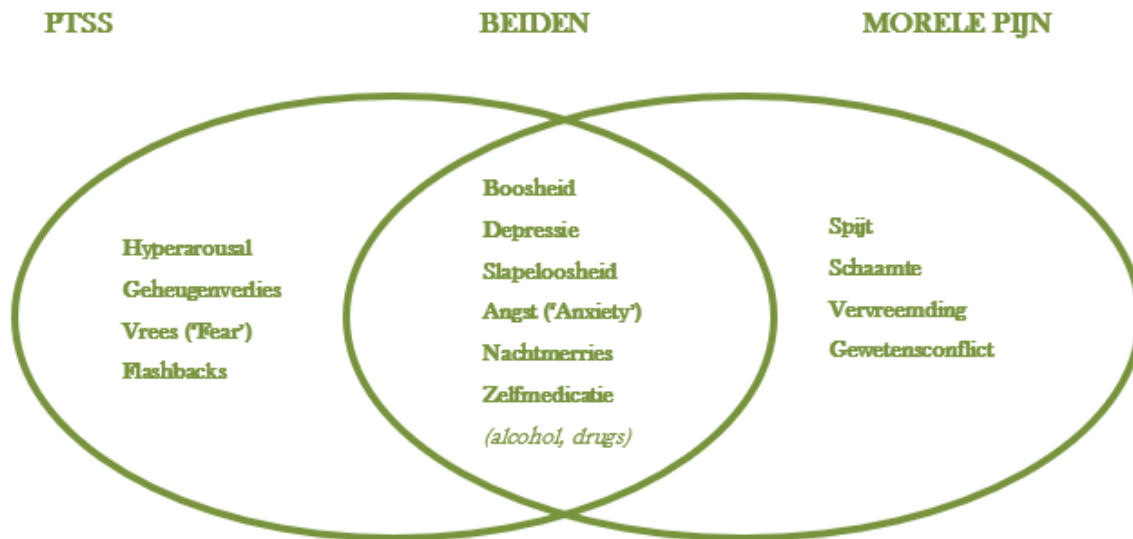 PTSS
BEIDEN
MORELE PIJN
Hyperarousal
Geheugenverlies
Vrees ('Fear')
Flashbacks
Boosheid
Depressie
Slapeloosheid
Angst ('Anxiety')
Nachtmerries
Zelfmedicatie
(alcohol, drugs)
Spijt
Schaamte
Vervreemding
Gewetensconflict